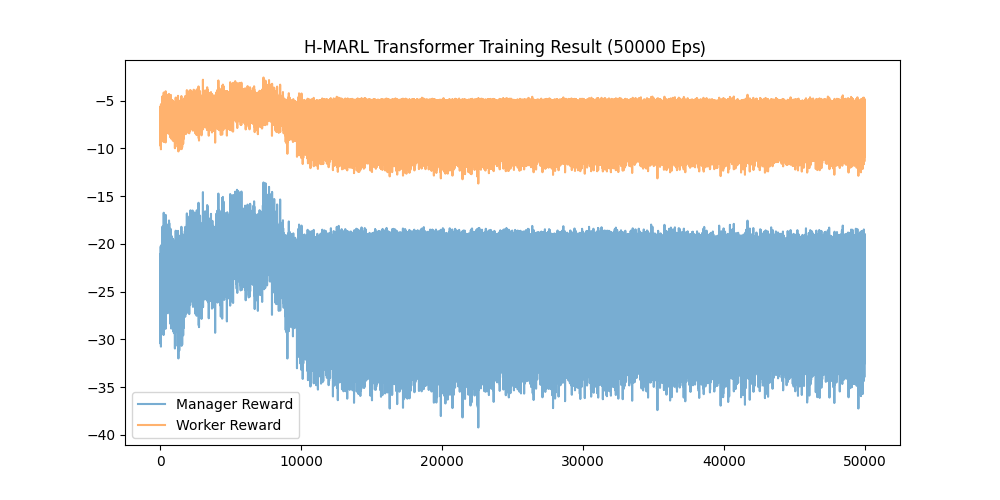 H-MARL Transformer Training Result (50000 Eps)
−5
−10
−15
−20
−25
−30
−35
−40
Manager Reward
Worker Reward
0 10000 20000 30000 40000 50000